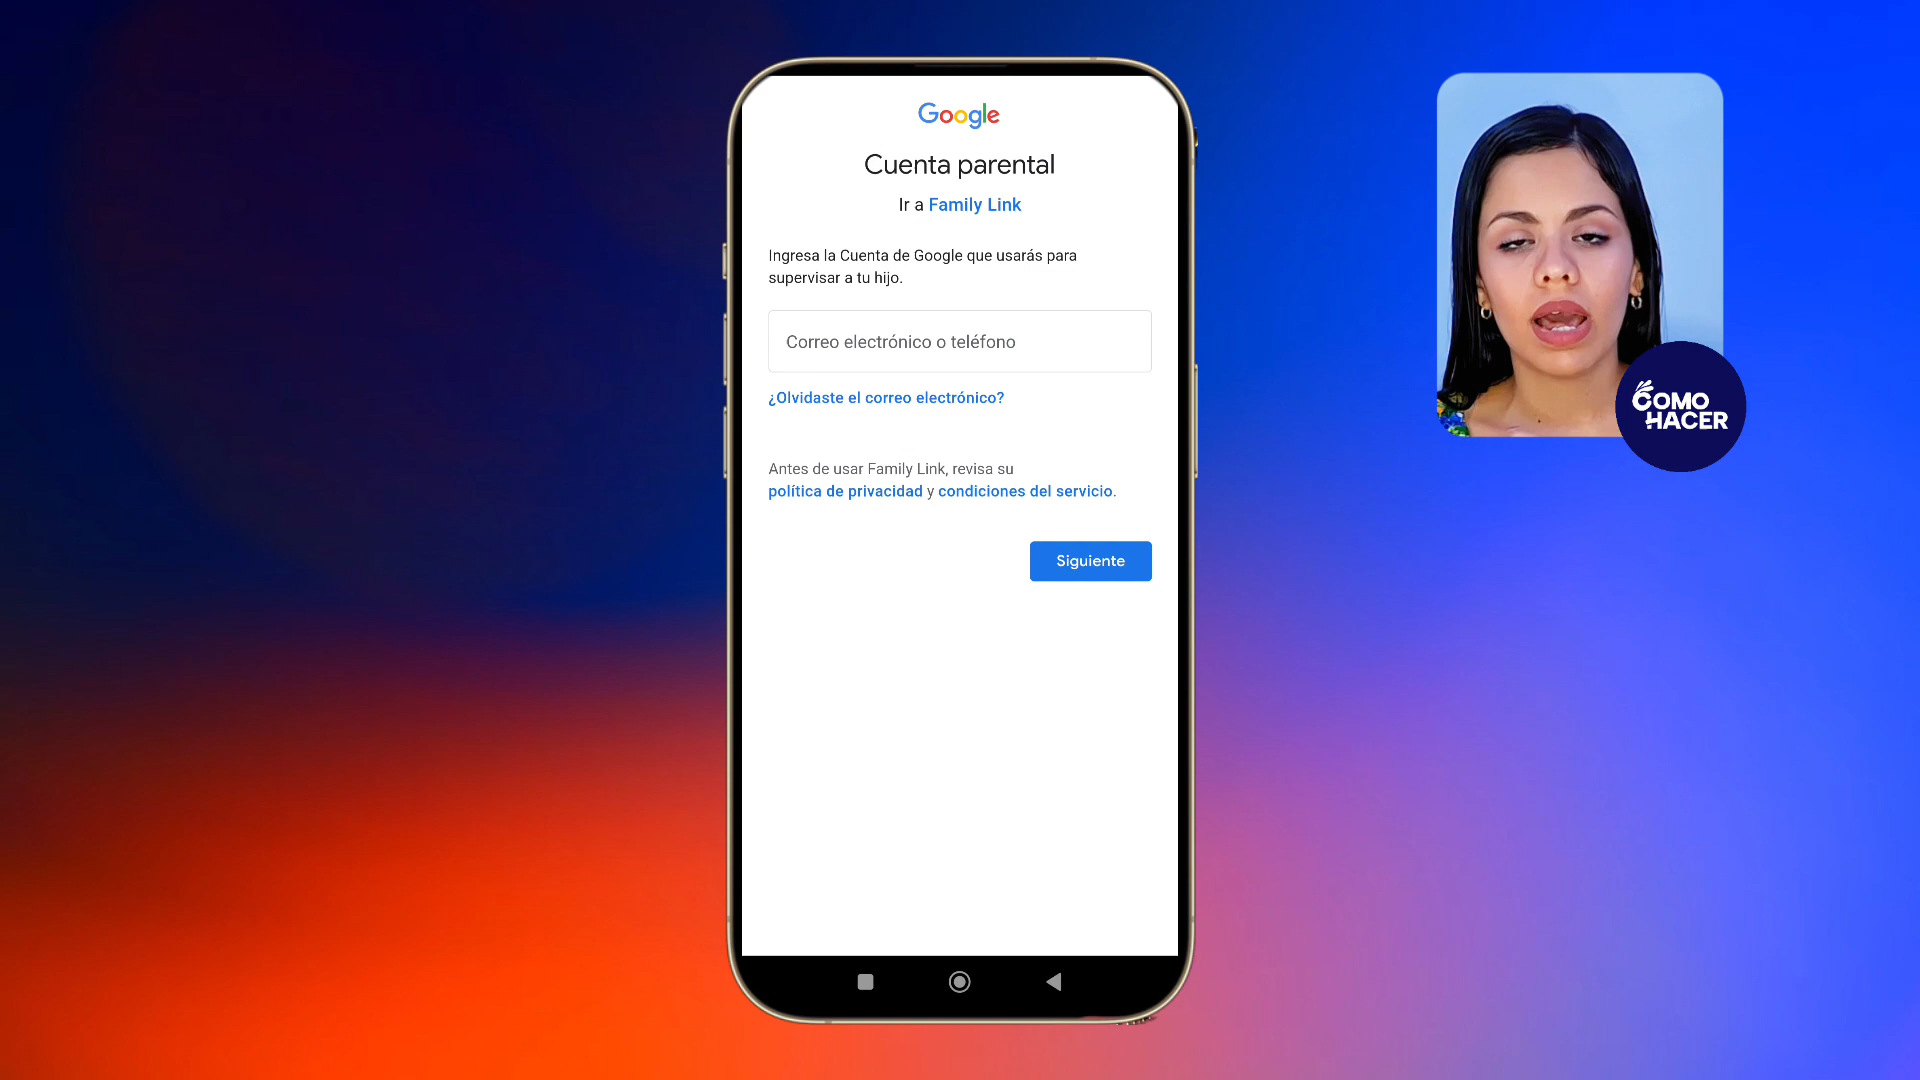 Google
Cuenta parental
Ir a Family Link
Ingresa la Cuenta de Google que usarás para
supervisar a tu hijo.
Correo electrónico o teléfono
¿Olvidaste el correo electrónico?
Antes de usar Family Link, revisa su
política de privacidad y condiciones del servicio.
Siguiente
COMO
HACER